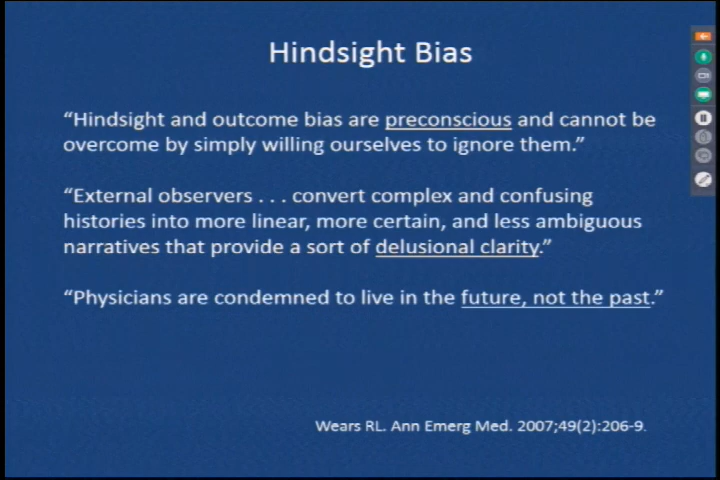 Hindsight Bias
“Hindsight and outcome bias are preconscious and cannot be
overcome by simply willing ourselves to ignore them.”
“External observers . . . convert complex and confusing
histories into more linear, more certain, and less ambiguous
narratives that provide a sort of delusional clarity.”
“Physicians are condemned to live in the future, not the past.”
Wears RL. Ann Emerg Med. 2007;49(2):206-9.